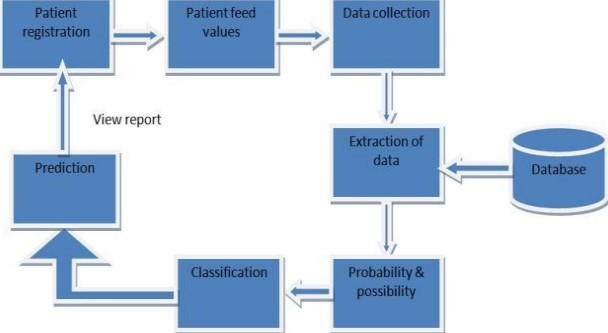 Patient
registration
Patient feed
values
Data collection
Extraction of
data
Database
Probability &
possibility
Classification
Prediction
View report